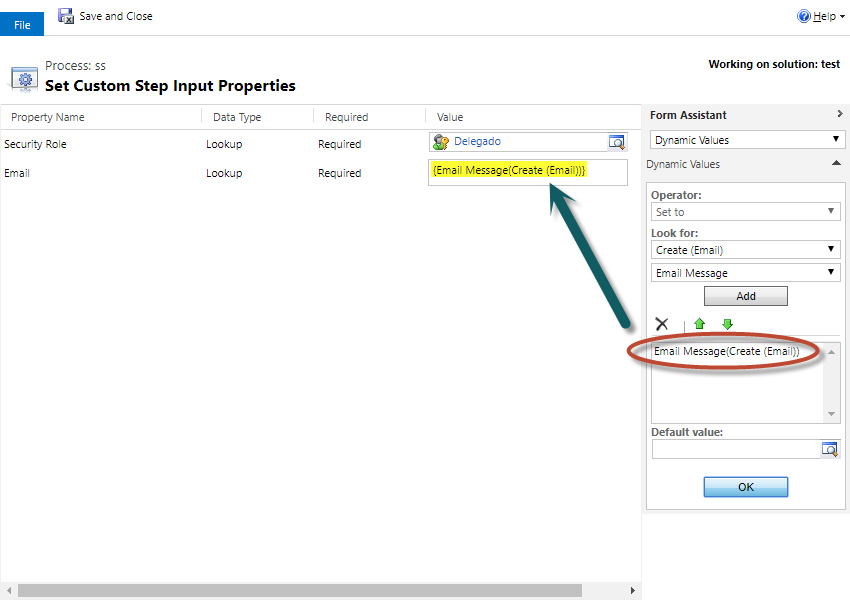 File
Save and Close
Help
Process: ss
Set Custom Step Input Properties
Working on solution: test
Property Name Data Type Required Value
Security Role Lookup Required Delegado
Email Lookup Required {Email Message(Create (Email))}
Form Assistant
Dynamic Values
Dynamic Values
Operator:
Set to
Look for:
Create (Email)
Email Message
Add
Email Message(Create (Email))
Default value:
OK